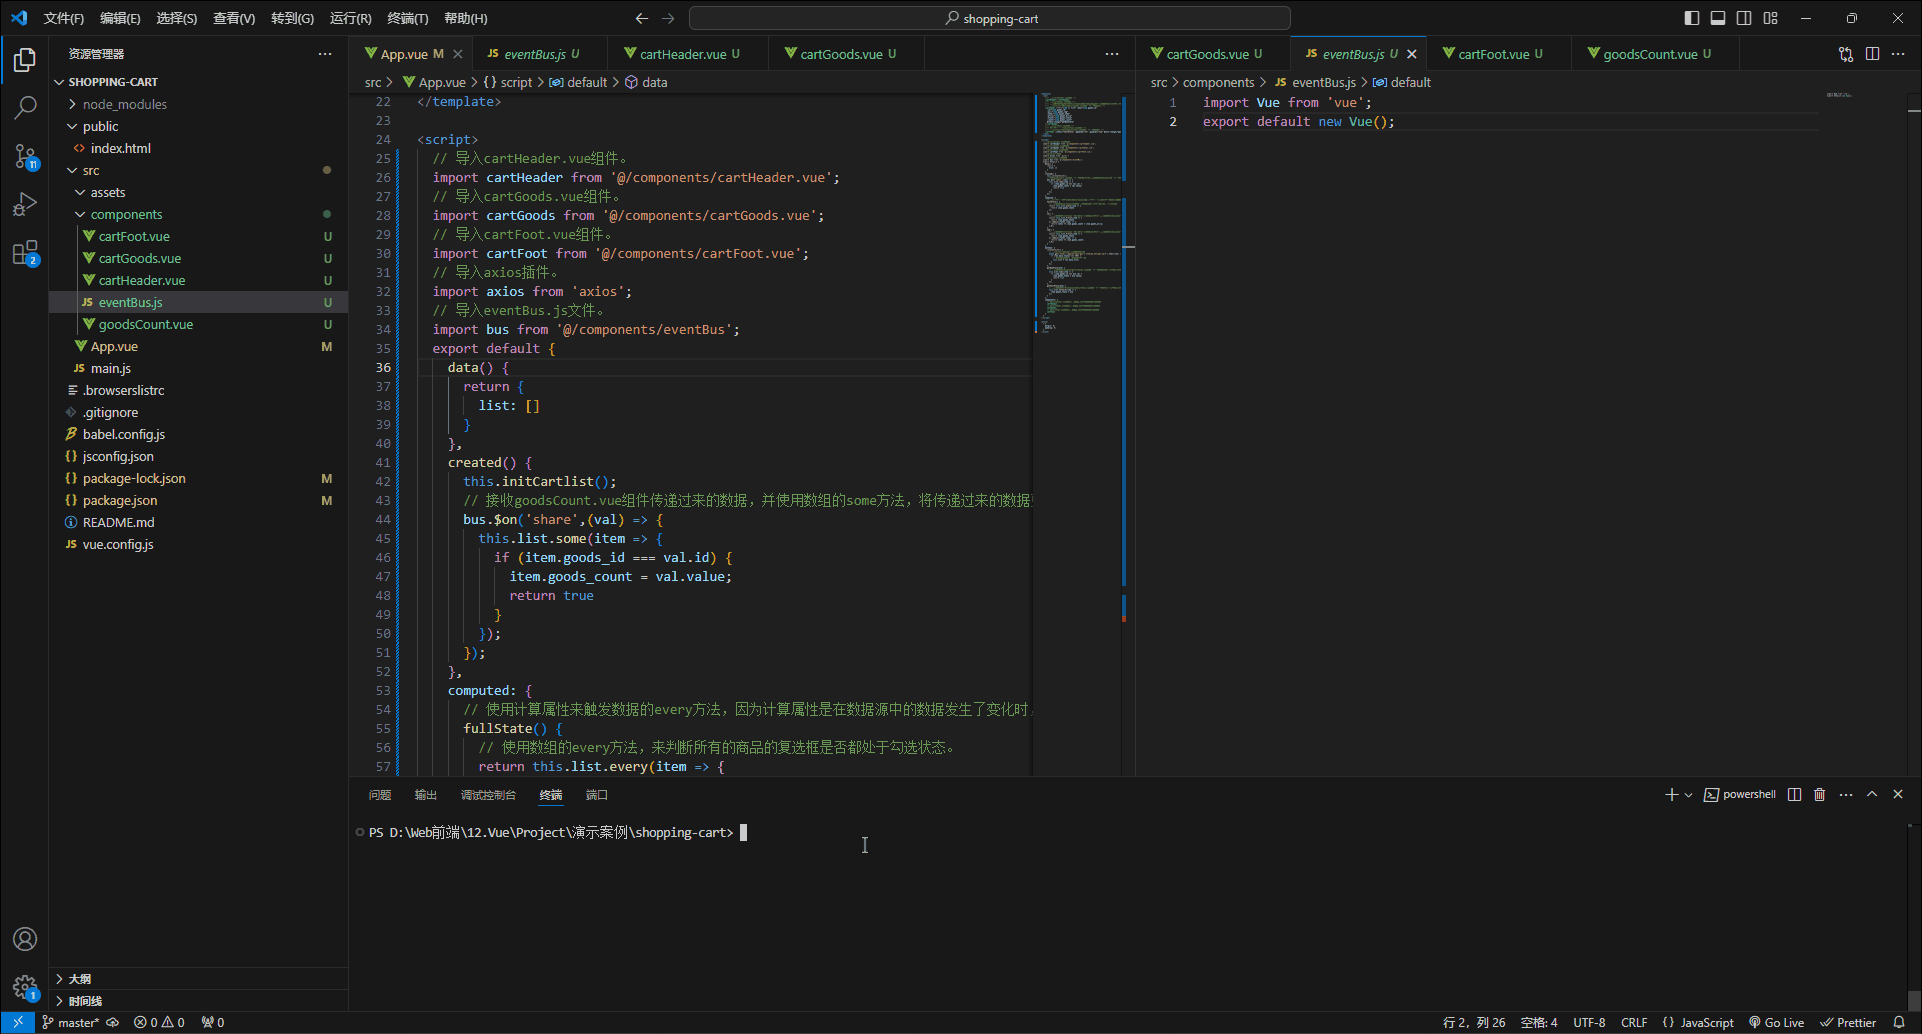 文件(F) 编辑(E) 选择(S) 查看(V) 转到(G) 运行(R) 终端(T) 帮助(H)
shopping-cart
资源管理器
SHOPPING-CART
node_modules
public
index.html
src
assets
components
cartFoot.vue U
cartGoods.vue U
cartHeader.vue U
eventBus.js U
goodsCount.vue U
App.vue M
main.js
.browserslistrc
.gitignore
babel.config.js
jsconfig.json
package-lock.json M
package.json M
README.md
vue.config.js
大纲
时间线
11
2
1
App.vue M eventBus.js U cartHeader.vue U cartGoods.vue U
src > App.vue > {} script > default > data
22 </template>
23
24 <script>
25 // 导入cartHeader.vue组件。
26 import cartHeader from '@/components/cartHeader.vue';
27 // 导入cartGoods.vue组件。
28 import cartGoods from '@/components/cartGoods.vue';
29 // 导入cartFoot.vue组件。
30 import cartFoot from '@/components/cartFoot.vue';
31 // 导入axios插件。
32 import axios from 'axios';
33 // 导入eventBus.js文件。
34 import bus from '@/components/eventBus';
35 export default {
36 data() {
37 return {
38 list: []
39 }
40 },
41 created() {
42 this.initCartlist();
43 // 接收goodsCount.vue组件传递过来的数据，并使用数组的some方法，将传递过来的数据
44 bus.$on('share',(val) => {
45 this.list.some(item => {
46 if (item.goods_id === val.id) {
47 item.goods_count = val.value;
48 return true
49 }
50 });
51 });
52 },
53 computed: {
54 // 使用计算属性来触发数据的every方法，因为计算属性是在数据源中的数据发生了变化时，
55 fullState() {
56 // 使用数组的every方法，来判断所有的商品的复选框是否都处于勾选状态。
57 return this.list.every(item => {
cartGoods.vue U eventBus.js U cartFoot.vue U goodsCount.vue U
src > components > JS eventBus.js > default
1 import Vue from 'vue';
2 export default new Vue();
问题 输出 调试控制台 终端 端口
powershell
PS D:\Web前端\12.Vue\Project\演示案例\shopping-cart>
master* 0 0 0
行 2，列 26 空格: 4 UTF-8 CRLF {} JavaScript Go Live Prettier